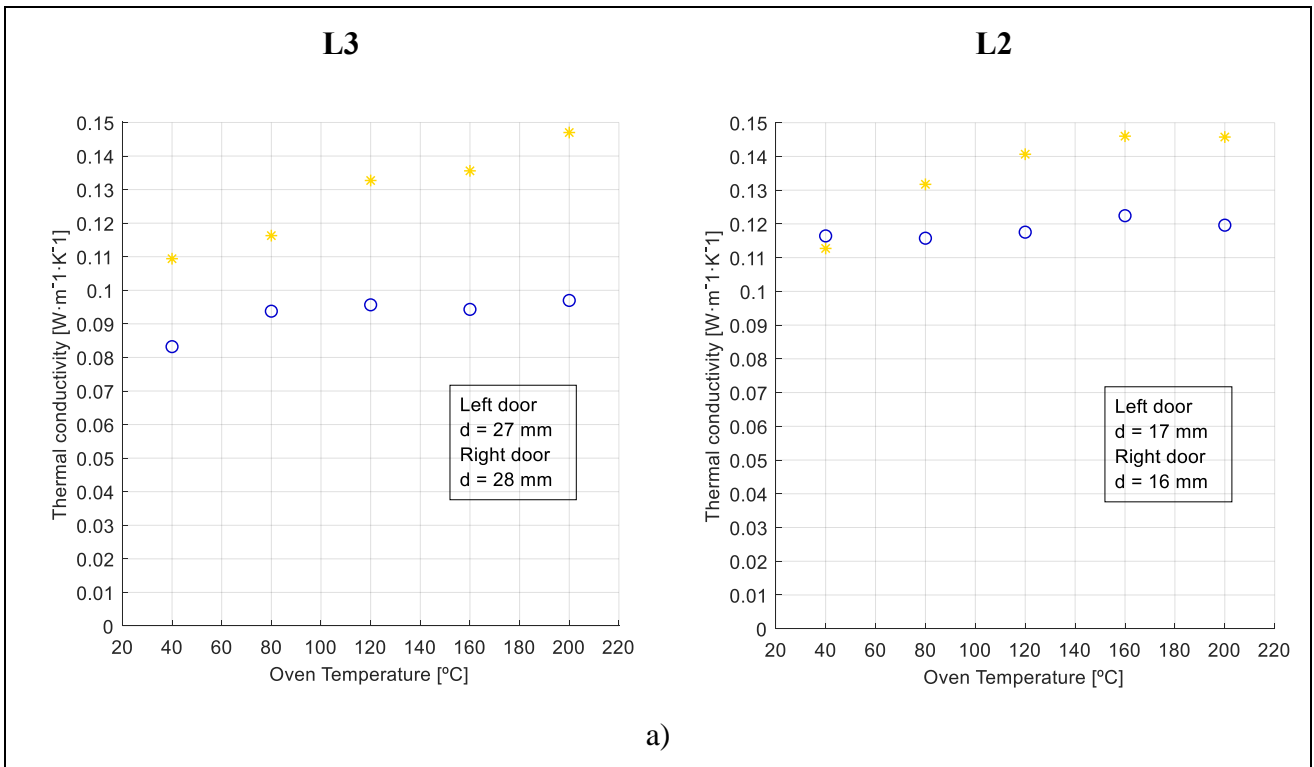 L3
L2
0.15
0.14
0.13
0.12
0.11
0.1
0.09
0.08
0.07
0.06
0.05
0.04
0.03
0.02
0.01
0
Thermal conductivity [W·m¯1·K¯1]
Left door
d = 27 mm
Right door
d = 28 mm
20 40 60 80 100 120 140 160 180 200 220
Oven Temperature [ºC]
0.15
0.14
0.13
0.12
0.11
0.1
0.09
0.08
0.07
0.06
0.05
0.04
0.03
0.02
0.01
0
Thermal conductivity [W·m¯1·K¯1]
Left door
d = 17 mm
Right door
d = 16 mm
20 40 60 80 100 120 140 160 180 200 220
Oven Temperature [ºC]
a)